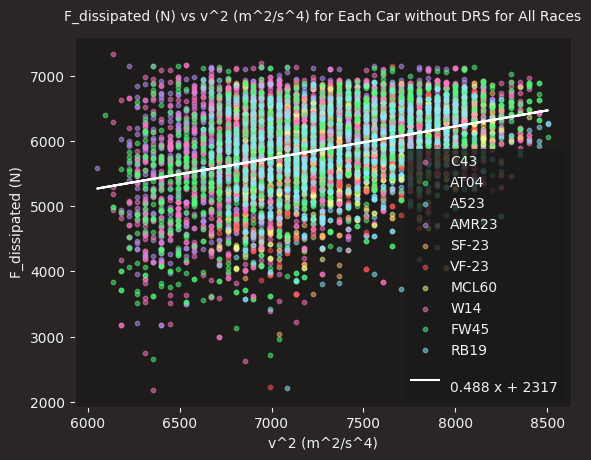 F_dissipated (N) vs v^2 (m^2/s^4) for Each Car without DRS for All Races
F_dissipated (N)
7000
6000
5000
4000
3000
2000
C43
AT04
A523
AMR23
SF-23
VF-23
MCL60
W14
FW45
RB19
0.488 x + 2317
6000
6500
7000
7500
8000
8500
v^2 (m^2/s^4)